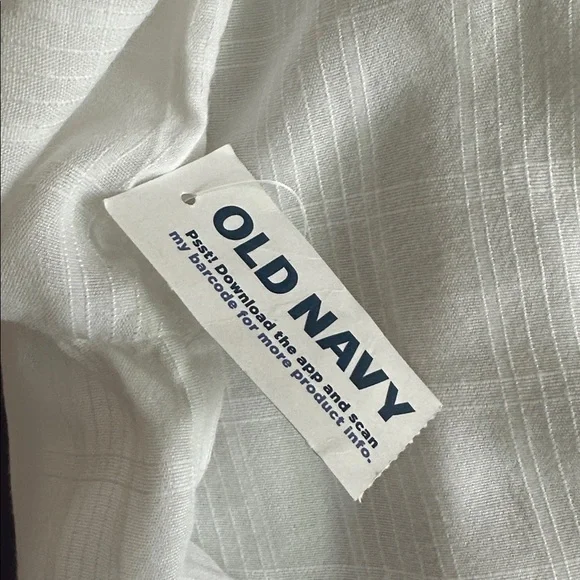 OLD NAVY
Psst! Download the app and scan
my barcode for more product info.